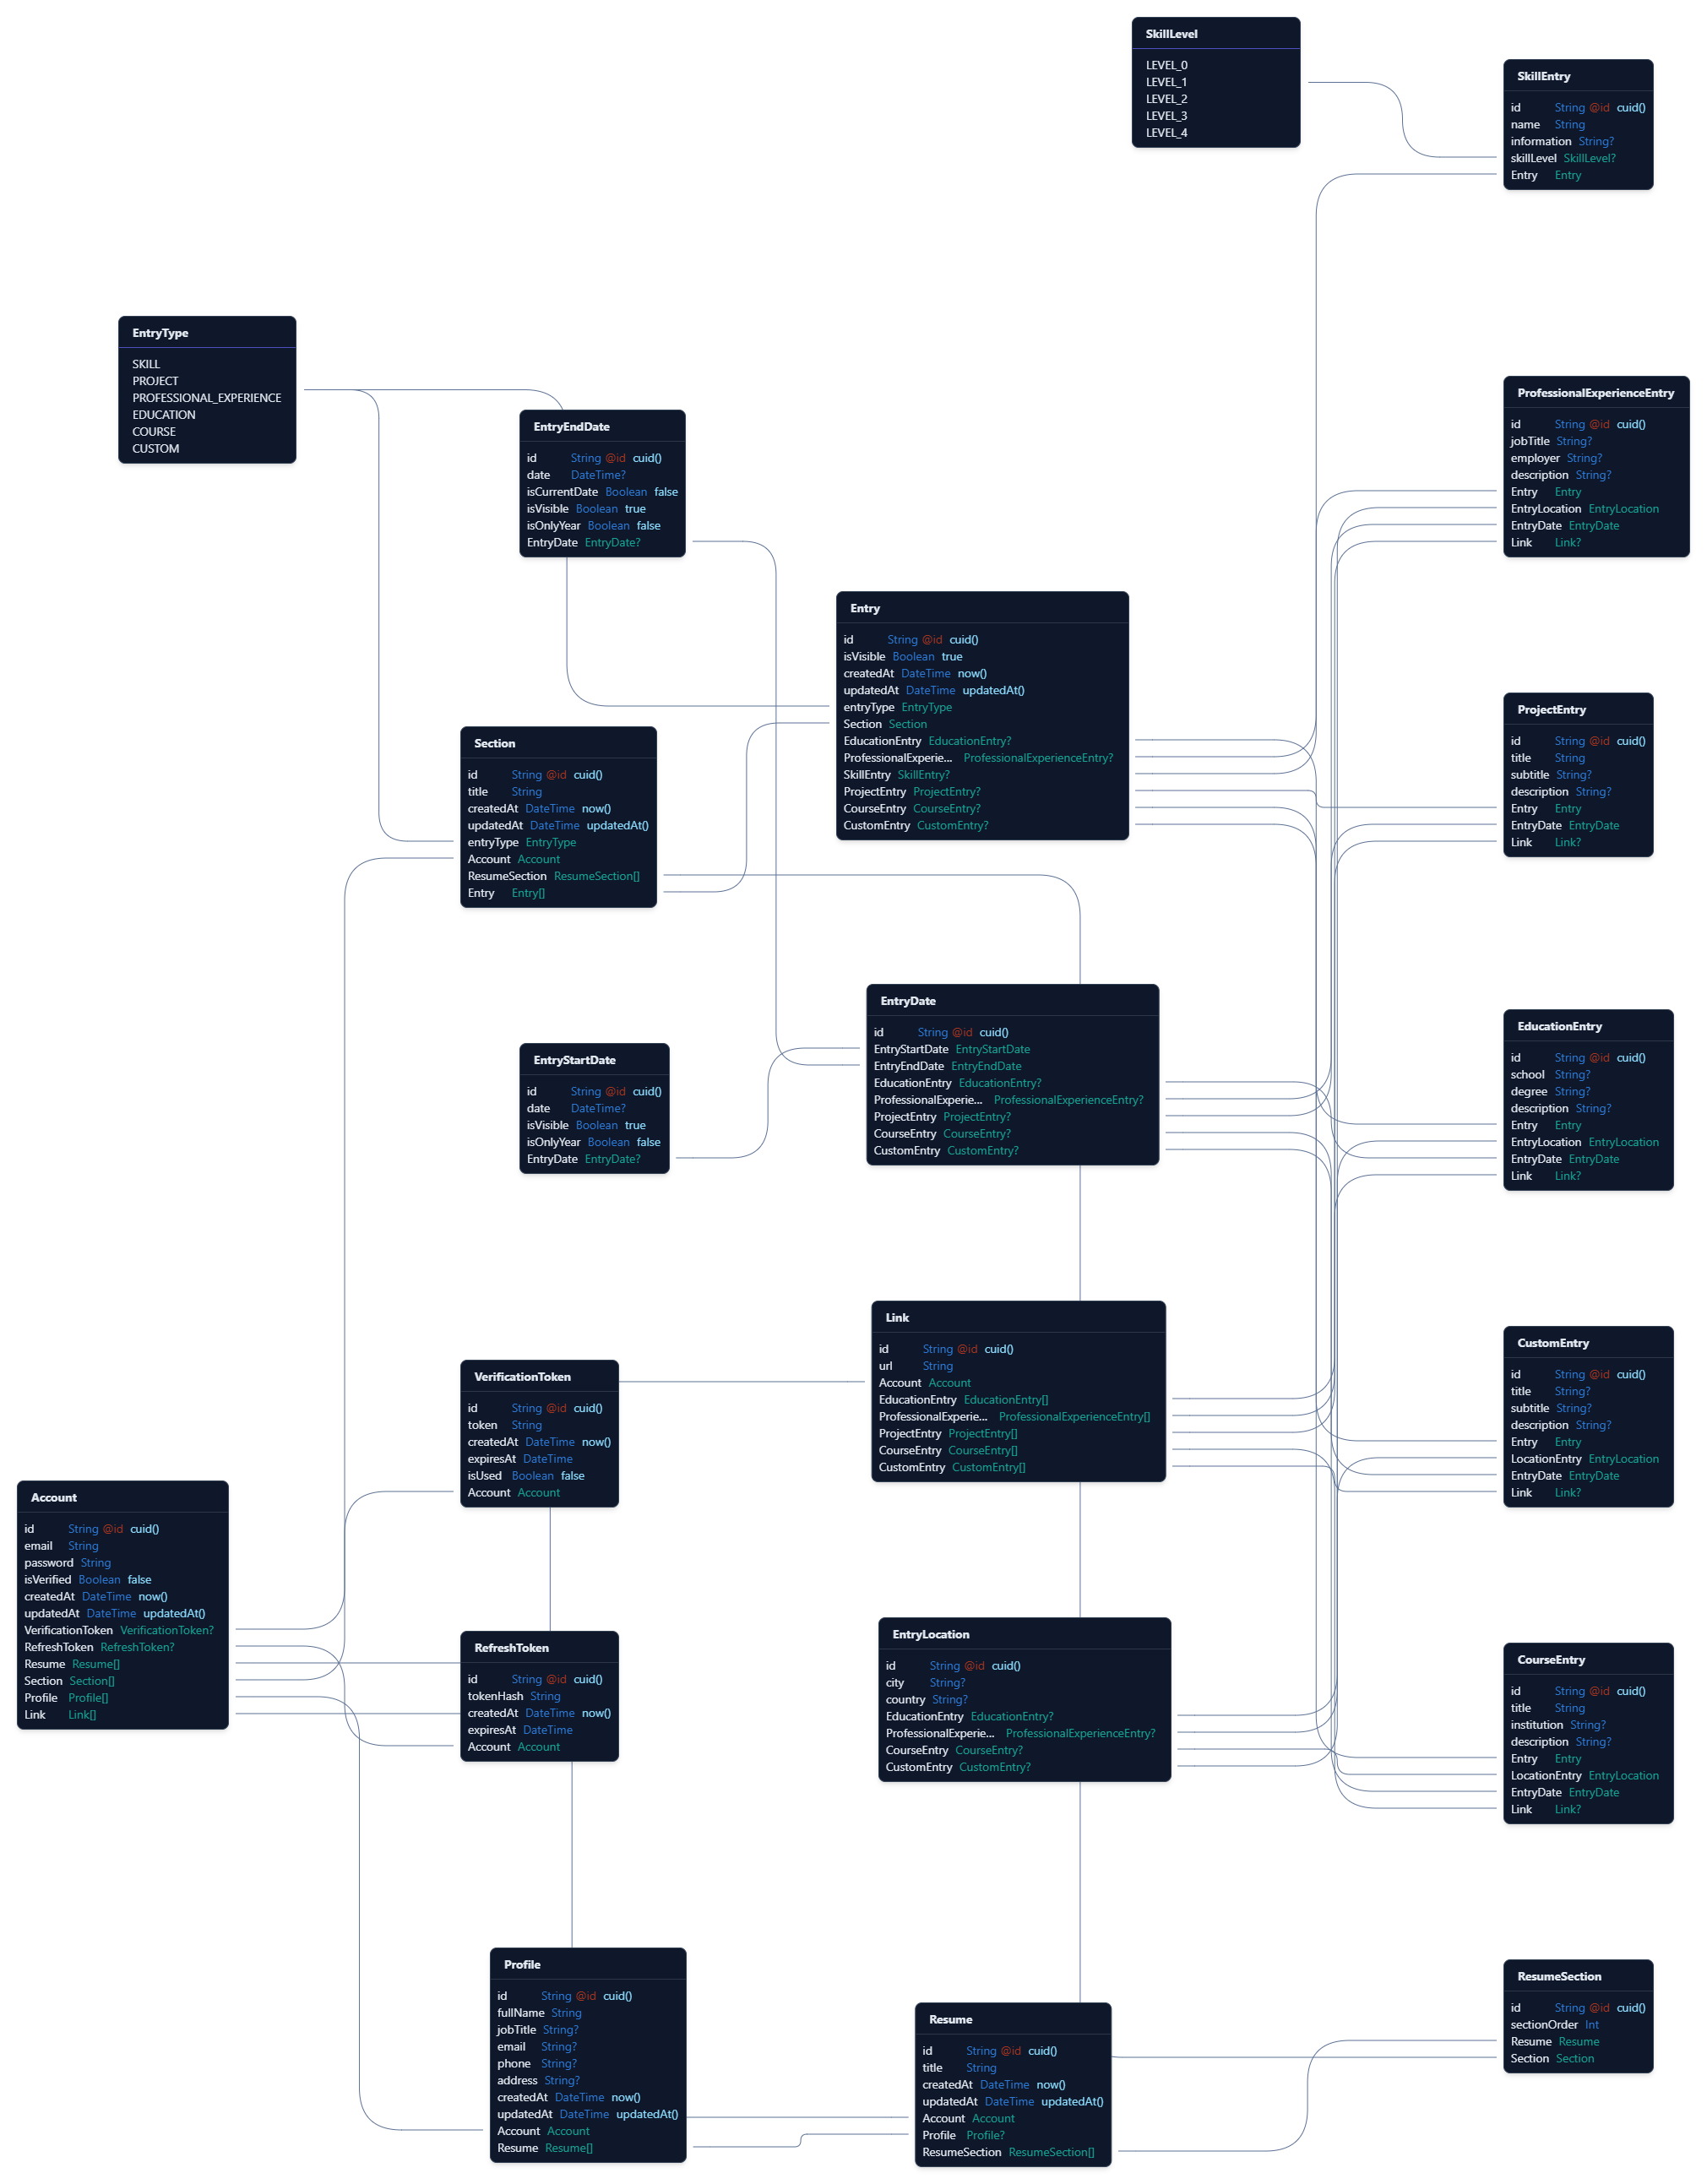 SkillLevel
LEVEL_0
LEVEL_1
LEVEL_2
LEVEL_3
LEVEL_4
SkillEntry
id String @id cuid()
name String
information String?
skillLevel SkillLevel?
Entry Entry
EntryType
SKILL
PROJECT
PROFESSIONAL_EXPERIENCE
EDUCATION
COURSE
CUSTOM
ProfessionalExperienceEntry
id String @id cuid()
jobTitle String?
employer String?
description String?
Entry Entry
EntryLocation EntryLocation
EntryDate EntryDate
Link Link?
EntryEndDate
id String @id cuid()
date DateTime?
isCurrentDate Boolean false
isVisible Boolean true
isOnlyYear Boolean false
EntryDate EntryDate?
Entry
id String @id cuid()
isVisible Boolean true
createdAt DateTime now()
updatedAt DateTime updatedAt()
entryType EntryType
Section Section
EducationEntry EducationEntry?
ProfessionalExperie... ProfessionalExperienceEntry?
SkillEntry SkillEntry?
ProjectEntry ProjectEntry?
CourseEntry CourseEntry?
CustomEntry CustomEntry?
ProjectEntry
id String @id cuid()
title String
subtitle String?
description String?
Entry Entry
EntryDate EntryDate
Link Link?
Section
id String @id cuid()
title String
createdAt DateTime now()
updatedAt DateTime updatedAt()
entryType EntryType
Account Account
ResumeSection ResumeSection[]
Entry Entry[]
EntryDate
id String @id cuid()
EntryStartDate EntryStartDate
EntryEndDate EntryEndDate
EducationEntry EducationEntry?
ProfessionalExperie... ProfessionalExperienceEntry?
ProjectEntry ProjectEntry?
CourseEntry CourseEntry?
CustomEntry CustomEntry?
EducationEntry
id String @id cuid()
school String?
degree String?
description String?
Entry Entry
EntryLocation EntryLocation
EntryDate EntryDate
Link Link?
EntryStartDate
id String @id cuid()
date DateTime?
isVisible Boolean true
isOnlyYear Boolean false
EntryDate EntryDate?
Link
id String @id cuid()
url String
Account Account
EducationEntry EducationEntry[]
ProfessionalExperie... ProfessionalExperienceEntry[]
ProjectEntry ProjectEntry[]
CourseEntry CourseEntry[]
CustomEntry CustomEntry[]
CustomEntry
id String @id cuid()
title String?
subtitle String?
description String?
Entry Entry
LocationEntry EntryLocation
EntryDate EntryDate
Link Link?
VerificationToken
id String @id cuid()
token String
createdAt DateTime now()
expiresAt DateTime
isUsed Boolean false
Account Account
Account
id String @id cuid()
email String
password String
isVerified Boolean false
createdAt DateTime now()
updatedAt DateTime updatedAt()
VerificationToken VerificationToken?
RefreshToken RefreshToken?
Resume Resume[]
Section Section[]
Profile Profile[]
Link Link[]
RefreshToken
id String @id cuid()
tokenHash String
createdAt DateTime now()
expiresAt DateTime
Account Account
EntryLocation
id String @id cuid()
city String?
country String?
EducationEntry EducationEntry?
ProfessionalExperie... ProfessionalExperienceEntry?
CourseEntry CourseEntry?
CustomEntry CustomEntry?
CourseEntry
id String @id cuid()
title String
institution String?
description String?
Entry Entry
LocationEntry EntryLocation
EntryDate EntryDate
Link Link?
Profile
id String @id cuid()
fullName String
jobTitle String?
email String?
phone String?
address String?
createdAt DateTime now()
updatedAt DateTime updatedAt()
Account Account
Resume Resume[]
Resume
id String @id cuid()
title String
createdAt DateTime now()
updatedAt DateTime updatedAt()
Account Account
Profile Profile?
ResumeSection ResumeSection[]
ResumeSection
id String @id cuid()
sectionOrder Int
Resume Resume
Section Section